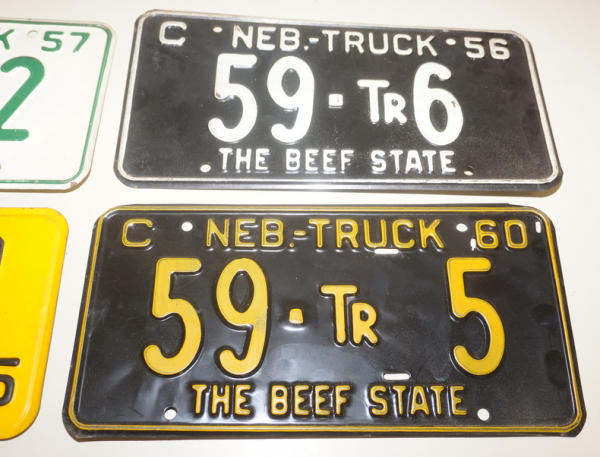 K 57
2
C NEB.-TRUCK 56
59·TR6
THE BEEF STATE
C NEB.-TRUCK 60
59·TR 5
THE BEEF STATE